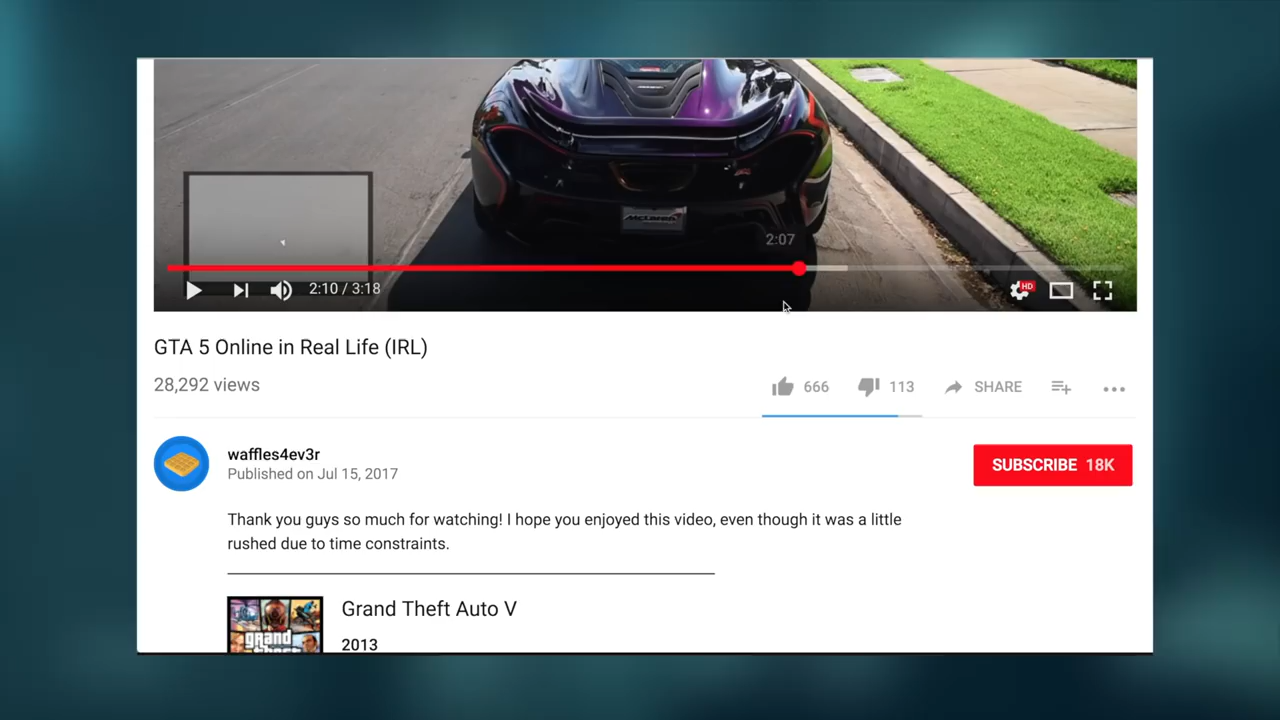 McLaren
2:07
2:10 / 3:18
HD
GTA 5 Online in Real Life (IRL)
28,292 views
666
113
SHARE
waffles4ev3r
Published on Jul 15, 2017
SUBSCRIBE 18K
Thank you guys so much for watching! I hope you enjoyed this video, even though it was a little
rushed due to time constraints.
grand
Grand Theft Auto V
2013